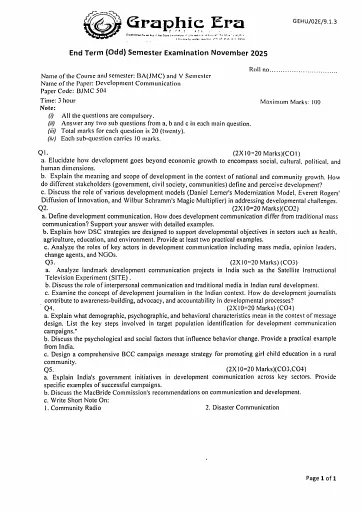 GEHU/02E/9.1.3
Graphic Era
End Term (Odd) Semester Examination November 2025
Roll no..............................
Name of the Course and semester: BA(JMC) and V Semester
Name of the Paper: Development Communication
Paper Code: BJMC 504
Time: 3 hour Maximum Marks: 100
Note:
(i) All the questions are compulsory.
(ii) Answer any two sub questions from a, b and c in each main question.
(iii) Total marks for each question is 20 (twenty).
(iv) Each sub-question carries 10 marks.
Q1. (2X10=20 Marks)(CO1)
a. Elucidate how development goes beyond economic growth to encompass social, cultural, political, and
human dimensions.
b. Explain the meaning and scope of development in the context of national and community growth. How
do different stakeholders (government, civil society, communities) define and perceive development?
c. Discuss the role of various development models (Daniel Lerner's Modernization Model, Everett Rogers'
Diffusion of Innovation, and Wilbur Schramm's Magic Multiplier) in addressing developmental challenges.
Q2. (2X10=20 Marks)(CO2)
a. Define development communication. How does development communication differ from traditional mass
communication? Support your answer with detailed examples.
b. Explain how DSC strategies are designed to support developmental objectives in sectors such as health,
agriculture, education, and environment. Provide at least two practical examples.
c. Analyze the roles of key actors in development communication including mass media, opinion leaders,
change agents, and NGOs.
Q3. (2X10=20 Marks) (CO3)
a. Analyze landmark development communication projects in India such as the Satellite Instructional
Television Experiment (SITE).
b. Discuss the role of interpersonal communication and traditional media in Indian rural development.
c. Examine the concept of development journalism in the Indian context. How do development journalists
contribute to awareness-building, advocacy, and accountability in developmental processes?
Q4. (2X10=20 Marks) (CO4)
a. Explain what demographic, psychographic, and behavioral characteristics mean in the context of message
design. List the key steps involved in target population identification for development communication
campaigns."
b. Discuss the psychological and social factors that influence behavior change. Provide a practical example
from India.
c. Design a comprehensive BCC campaign message strategy for promoting girl child education in a rural
community.
Q5. (2X10=20 Marks)(CO3,CO4)
a. Explain India's government initiatives in development communication across key sectors. Provide
specific examples of successful campaigns.
b. Discuss the MacBride Commission's recommendations on communication and development.
c. Write Short Note On:
1. Community Radio 2. Disaster Communication
Page 1 of 1